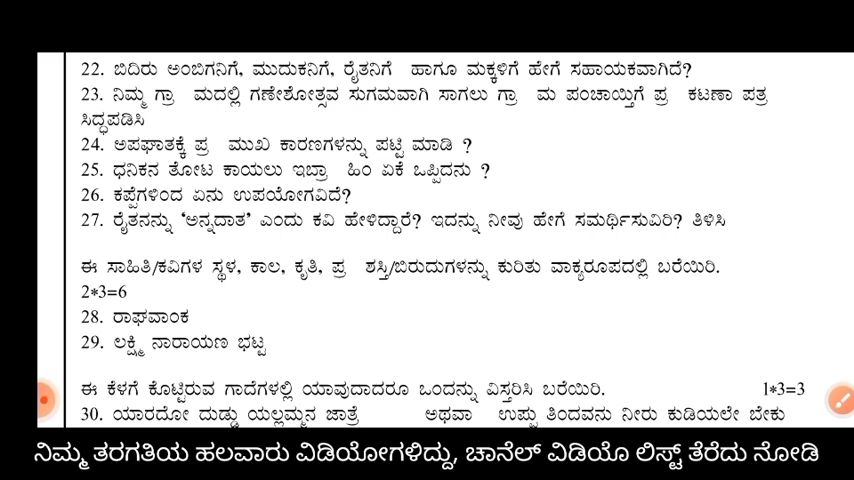 22. ಬಿದಿರು ಅಂಬಿಗನಿಗೆ, ಮುದುಕನಿಗೆ, ರೈತನಿಗೆ ಹಾಗೂ ಮಕ್ಕಳಿಗೆ ಹೇಗೆ ಸಹಾಯಕವಾಗಿದೆ?
23. ನಿಮ್ಮ ಗ್ರಾ ಮದಲ್ಲಿ ಗಣೇಶೋತ್ಸವ ಸುಗಮವಾಗಿ ಸಾಗಲು ಗ್ರಾ ಮ ಪಂಚಾಯ್ತಿಗೆ ಪ್ರ ಕಟಣಾ ಪತ್ರ
ಸಿದ್ಧಪಡಿಸಿ
24. ಅಪಘಾತಕ್ಕೆ ಪ್ರ ಮುಖ ಕಾರಣಗಳನ್ನು ಪಟ್ಟಿ ಮಾಡಿ ?
25. ಧನಿಕನ ತೋಟ ಕಾಯಲು ಇಬ್ರಾ ಹಿಂ ಏಕೆ ಒಪ್ಪಿದನು ?
26. ಕಪ್ಪೆಗಳಿಂದ ಏನು ಉಪಯೋಗವಿದೆ?
27. ರೈತನನ್ನು ‘ಅನ್ನದಾತ’ ಎಂದು ಕವಿ ಹೇಳಿದ್ದಾರೆ? ಇದನ್ನು ನೀವು ಹೇಗೆ ಸಮರ್ಥಿಸುವಿರಿ? ತಿಳಿಸಿ
ಈ ಸಾಹಿತಿ/ಕವಿಗಳ ಸ್ಥಳ, ಕಾಲ, ಕೃತಿ, ಪ್ರ ಶಸ್ತಿ/ಬಿರುದುಗಳನ್ನು ಕುರಿತು ವಾಕ್ಯರೂಪದಲ್ಲಿ ಬರೆಯಿರಿ.
2*3=6
28. ರಾಘವಾಂಕ
29. ಲಕ್ಷ್ಮಿ ನಾರಾಯಣ ಭಟ್ಟ
ಈ ಕೆಳಗೆ ಕೊಟ್ಟಿರುವ ಗಾದೆಗಳಲ್ಲಿ ಯಾವುದಾದರೂ ಒಂದನ್ನು ವಿಸ್ತರಿಸಿ ಬರೆಯಿರಿ. 1*3=3
30. ಯಾರದೋ ದುಡ್ಡು ಯಲ್ಲಮ್ಮನ ಜಾತ್ರೆ ಅಥವಾ ಉಪ್ಪು ತಿಂದವನು ನೀರು ಕುಡಿಯಲೇ ಬೇಕು
ನಿಮ್ಮ ತರಗತಿಯ ಹಲವಾರು ವಿಡಿಯೋಗಳಿದ್ದು, ಚಾನೆಲ್ ವಿಡಿಯೊ ಲಿಸ್ಟ್ ತೆರೆದು ನೋಡಿ